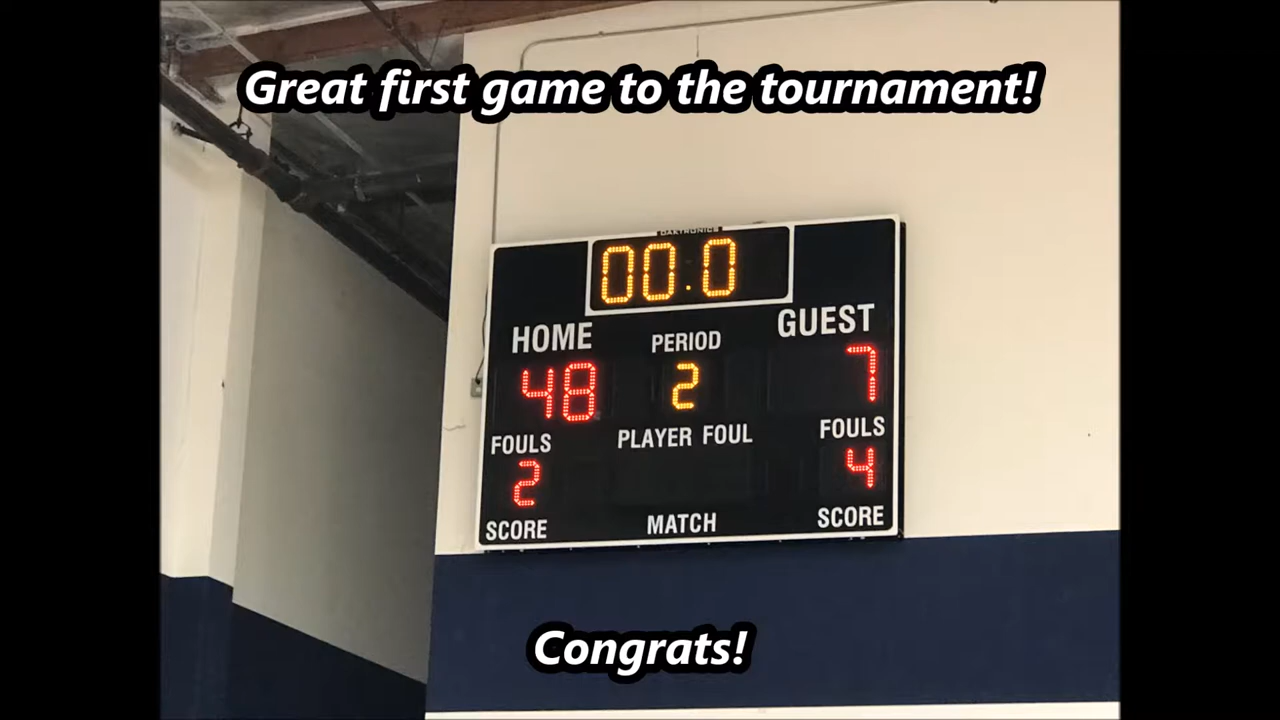 Great first game to the tournament!
DAKTRONICS
00.0
HOME
PERIOD
GUEST
48
2
7
FOULS
PLAYER FOUL
FOULS
2
4
SCORE
MATCH
SCORE
Congrats!